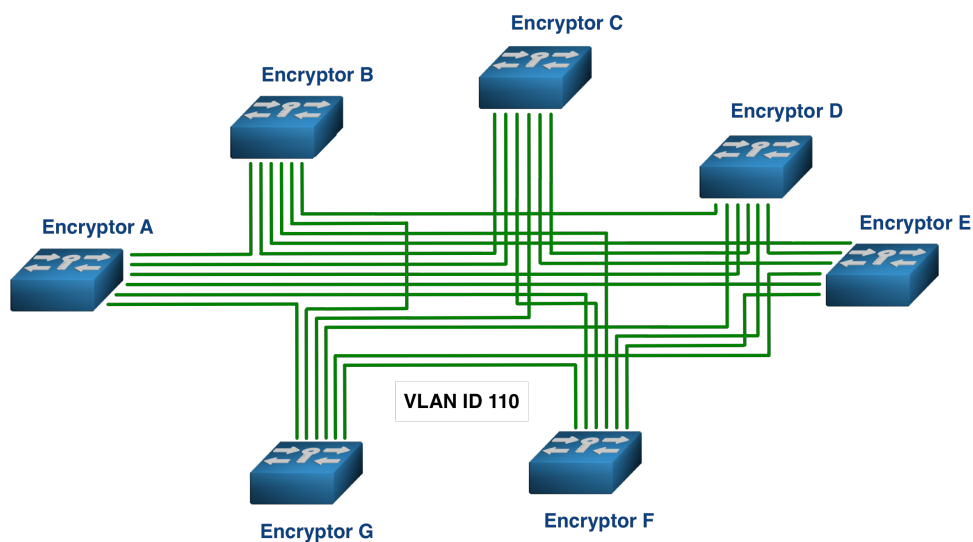 Encryptor C
Encryptor B
Encryptor D
Encryptor A
Encryptor E
VLAN ID 110
Encryptor G
Encryptor F